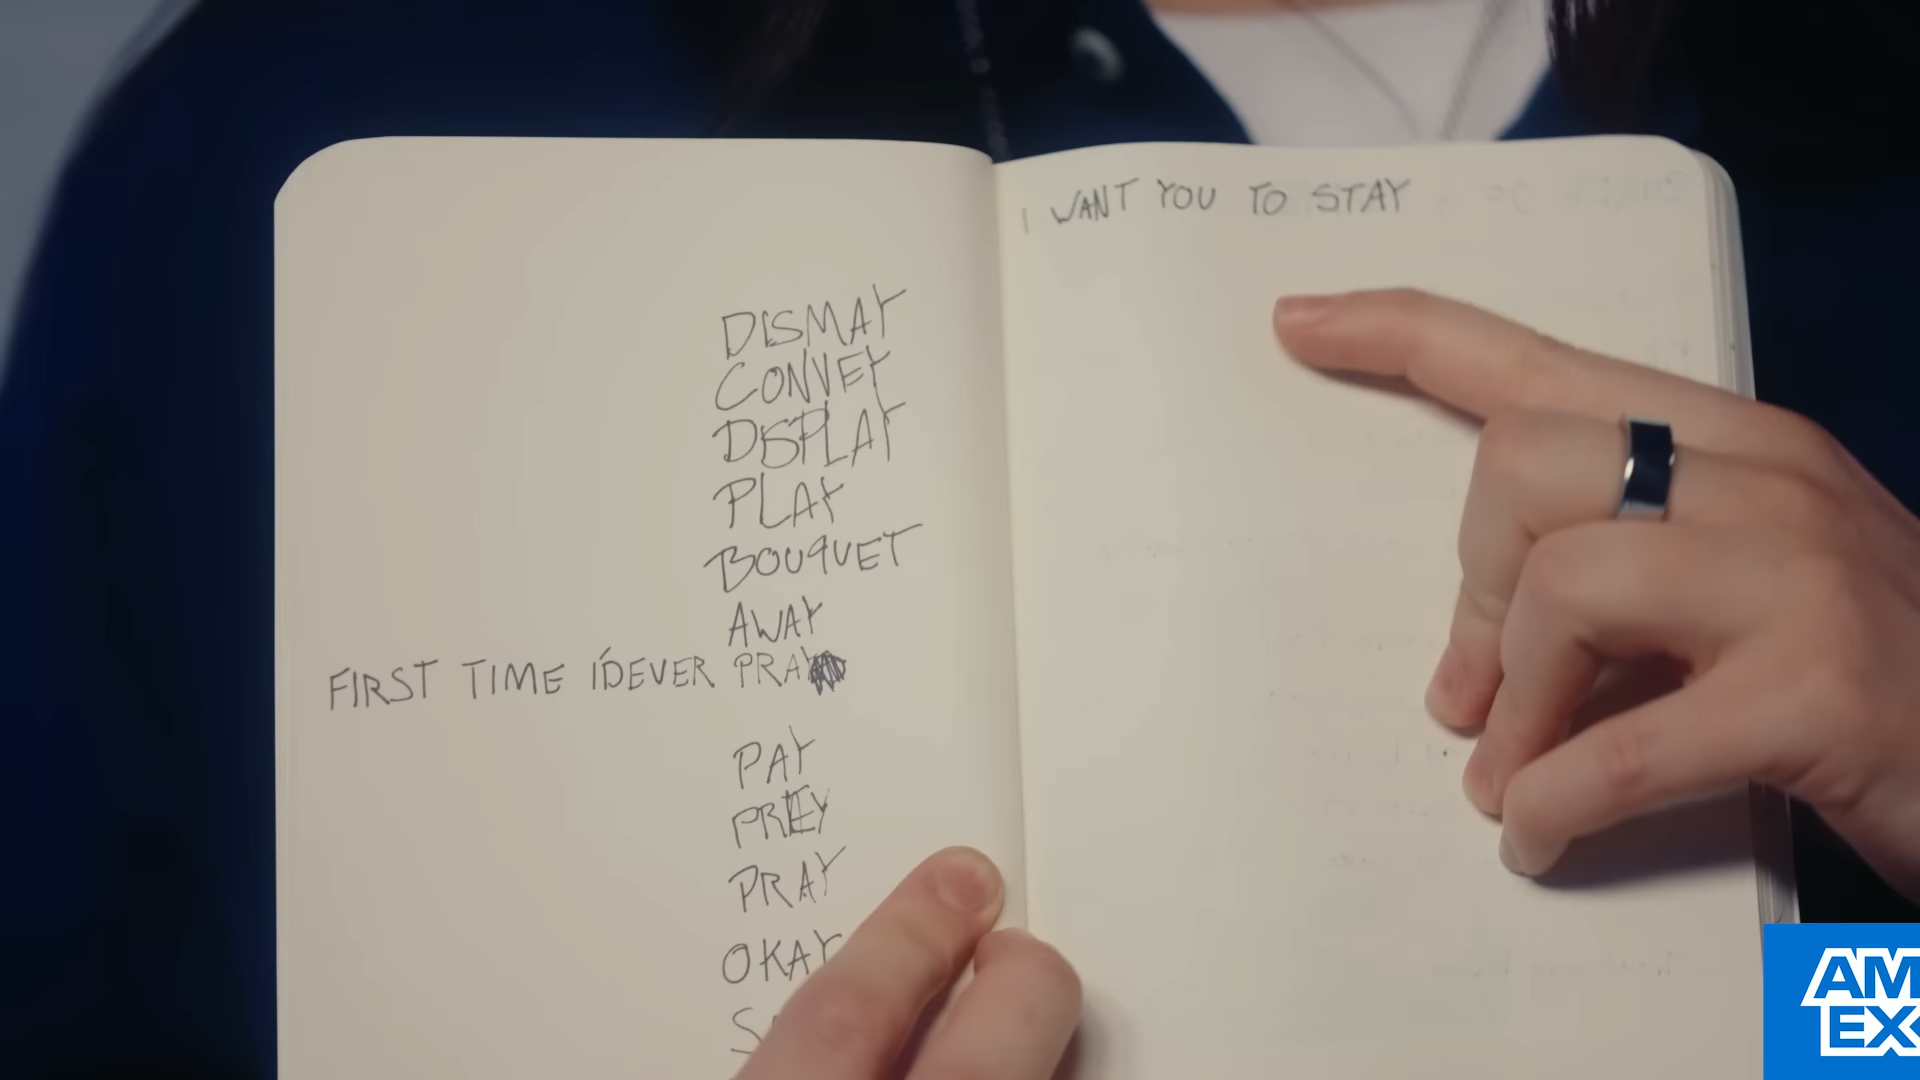 DISMAY
CONVEY
DISPLAY
PLAY
BOUQUET
AWAY
FIRST TIME I'D EVER PRAY
PAY
PREY
PRAY
OKAY
I WANT YOU TO STAY
AM
EX